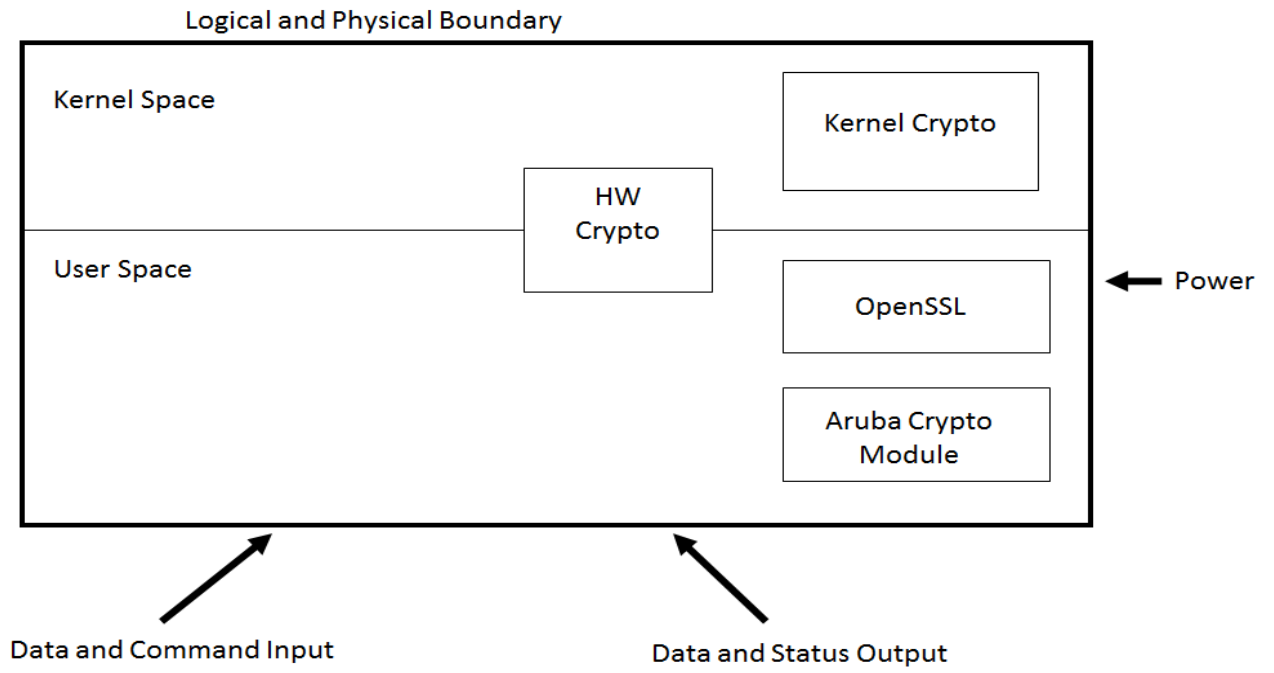 Logical and Physical Boundary
Kernel Space
Kernel Crypto
HW
Crypto
User Space
Power
OpenSSL
Aruba Crypto
Module
Data and Command Input
Data and Status Output